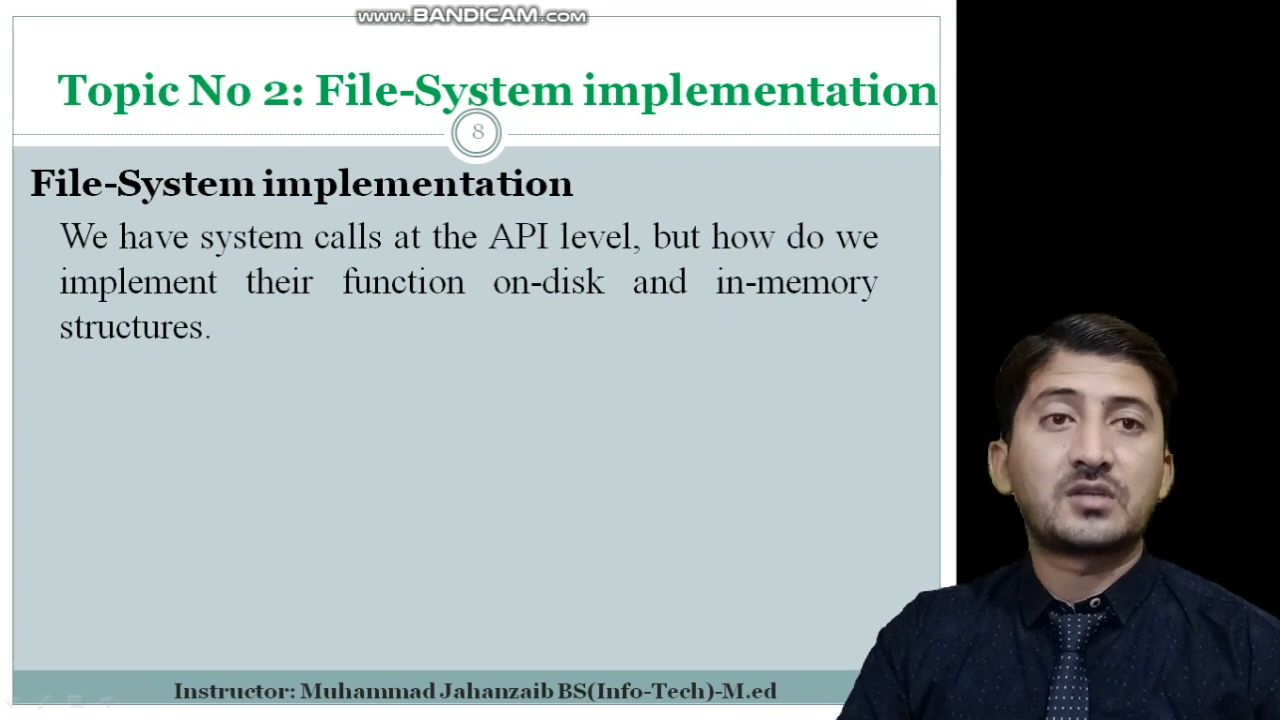 www.BANDICAM.com
Topic No 2: File-System implementation
8
File-System implementation
We have system calls at the API level, but how do we
implement their function on-disk and in-memory
structures.
Instructor: Muhammad Jahanzaib BS(Info-Tech)-M.ed